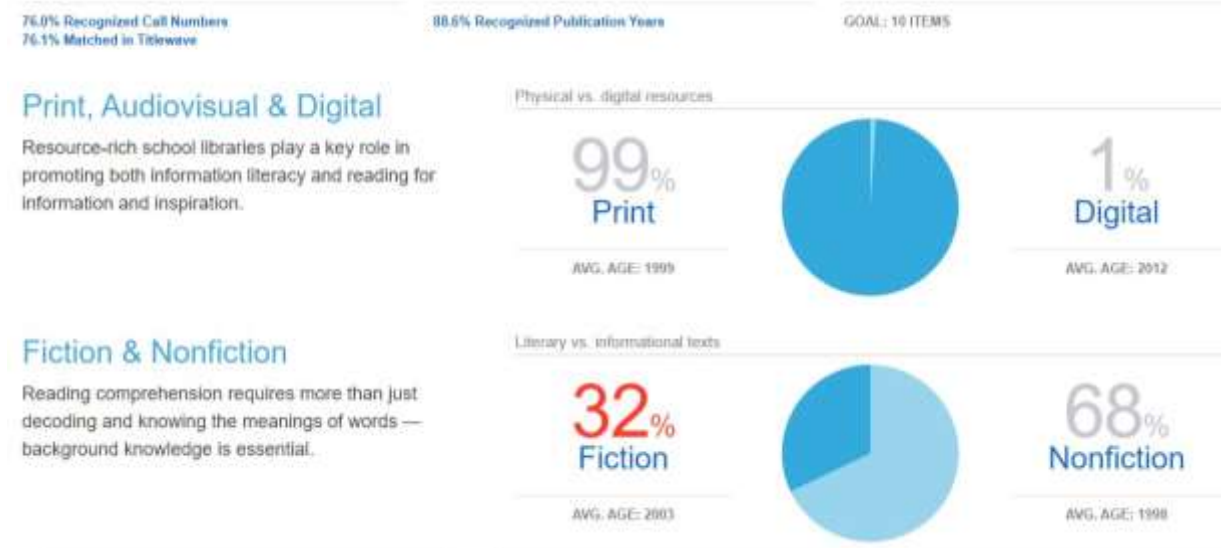 76.0% Recognized Call Numbers
76.1% Matched in Titlewave
88.6% Recognized Publication Years
GOAL: 10 ITEMS
Print, Audiovisual & Digital
Resource-rich school libraries play a key role in
promoting both information literacy and reading for
information and inspiration.
Physical vs. digital resources
99%
Print
AVG. AGE: 1999
1%
Digital
AVG. AGE: 2012
Fiction & Nonfiction
Reading comprehension requires more than just
decoding and knowing the meanings of words —
background knowledge is essential.
Literary vs. informational texts
32%
Fiction
AVG. AGE: 2003
68%
Nonfiction
AVG. AGE: 1998